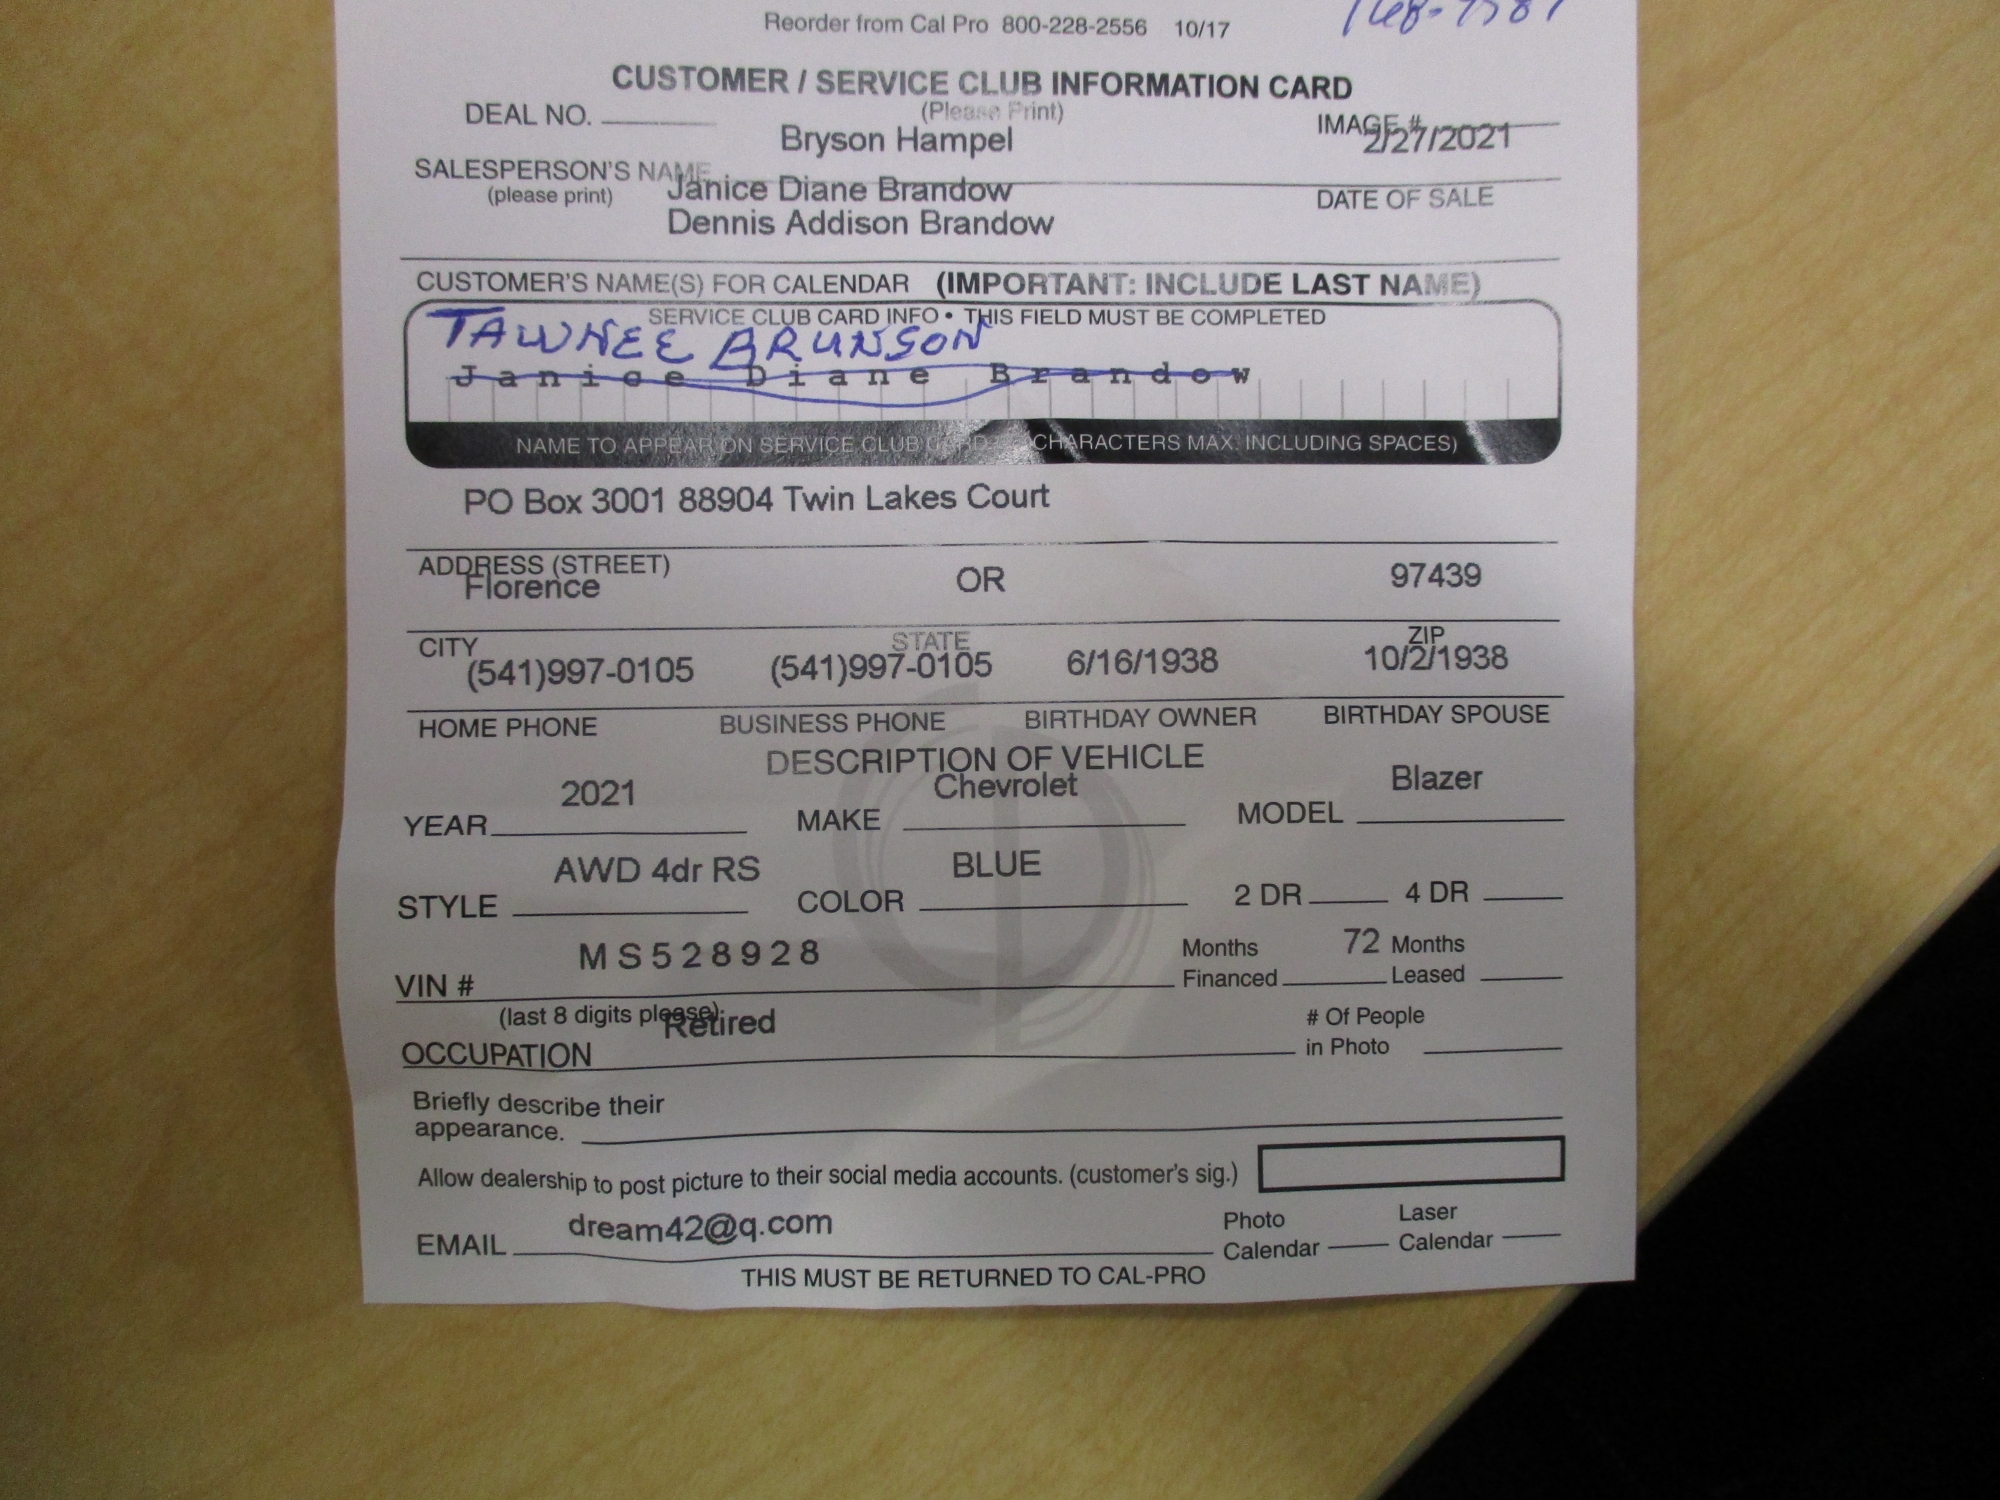 Reorder from Cal Pro 800-228-2556 10/17
CUSTOMER / SERVICE CLUB INFORMATION CARD
(Please Print)
DEAL NO.
Bryson Hampel
IMAGE #
2/27/2021
SALESPERSON'S NAME
(please print)
DATE OF SALE
Janice Diane Brandow
Dennis Addison Brandow
CUSTOMER'S NAME(S) FOR CALENDAR (IMPORTANT: INCLUDE LAST NAME)
SERVICE CLUB CARD INFO • THIS FIELD MUST BE COMPLETED
TAWNEE BRUNSON
Janice Diane Brandow
NAME TO APPEAR ON SERVICE CLUB CARD CHARACTERS MAX. INCLUDING SPACES)
PO Box 3001 88904 Twin Lakes Court
ADDRESS (STREET)
Florence OR 97439
CITY STATE ZIP
(541)997-0105 (541)997-0105 6/16/1938 10/2/1938
HOME PHONE BUSINESS PHONE BIRTHDAY OWNER BIRTHDAY SPOUSE
DESCRIPTION OF VEHICLE
2021 Chevrolet Blazer
YEAR MAKE MODEL
AWD 4dr RS BLUE
STYLE COLOR 2 DR 4 DR
MS528928
VIN #
Months Financed 72 Months Leased
(last 8 digits please)
Retired
OCCUPATION
# Of People in Photo
Briefly describe their
appearance.
Allow dealership to post picture to their social media accounts. (customer's sig.)
dream42@q.com
EMAIL
Photo Calendar Laser Calendar
THIS MUST BE RETURNED TO CAL-PRO